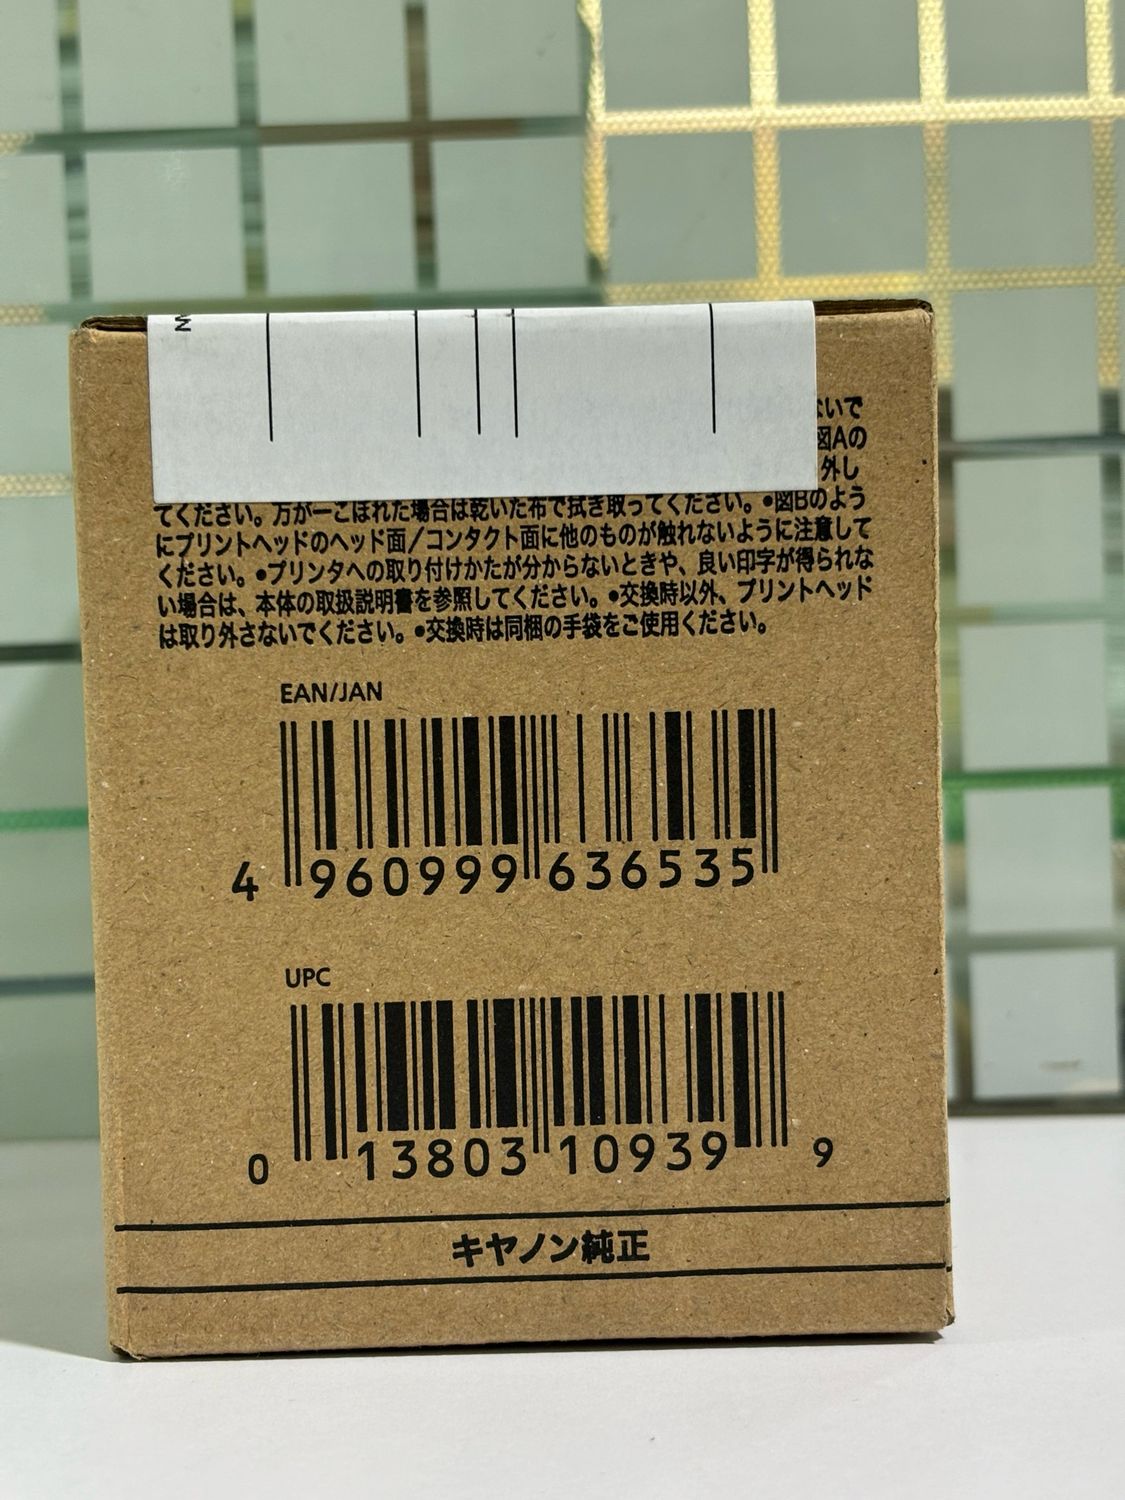 ないで
図Aの
外し
てください。万が一こぼれた場合は乾いた布で拭き取ってください。•図Bのよう
にプリントヘッドのヘッド面/コンタクト面に他のものが触れないように注意して
ください。•プリンタへの取り付けかたが分からないときや、良い印字が得られな
い場合は、本体の取扱説明書を参照してください。•交換時以外、プリントヘッド
は取り外さないでください。•交換時は同梱の手袋をご使用ください。
EAN/JAN
4 960999 636535
UPC
0 13803 10939 9
キヤノン純正